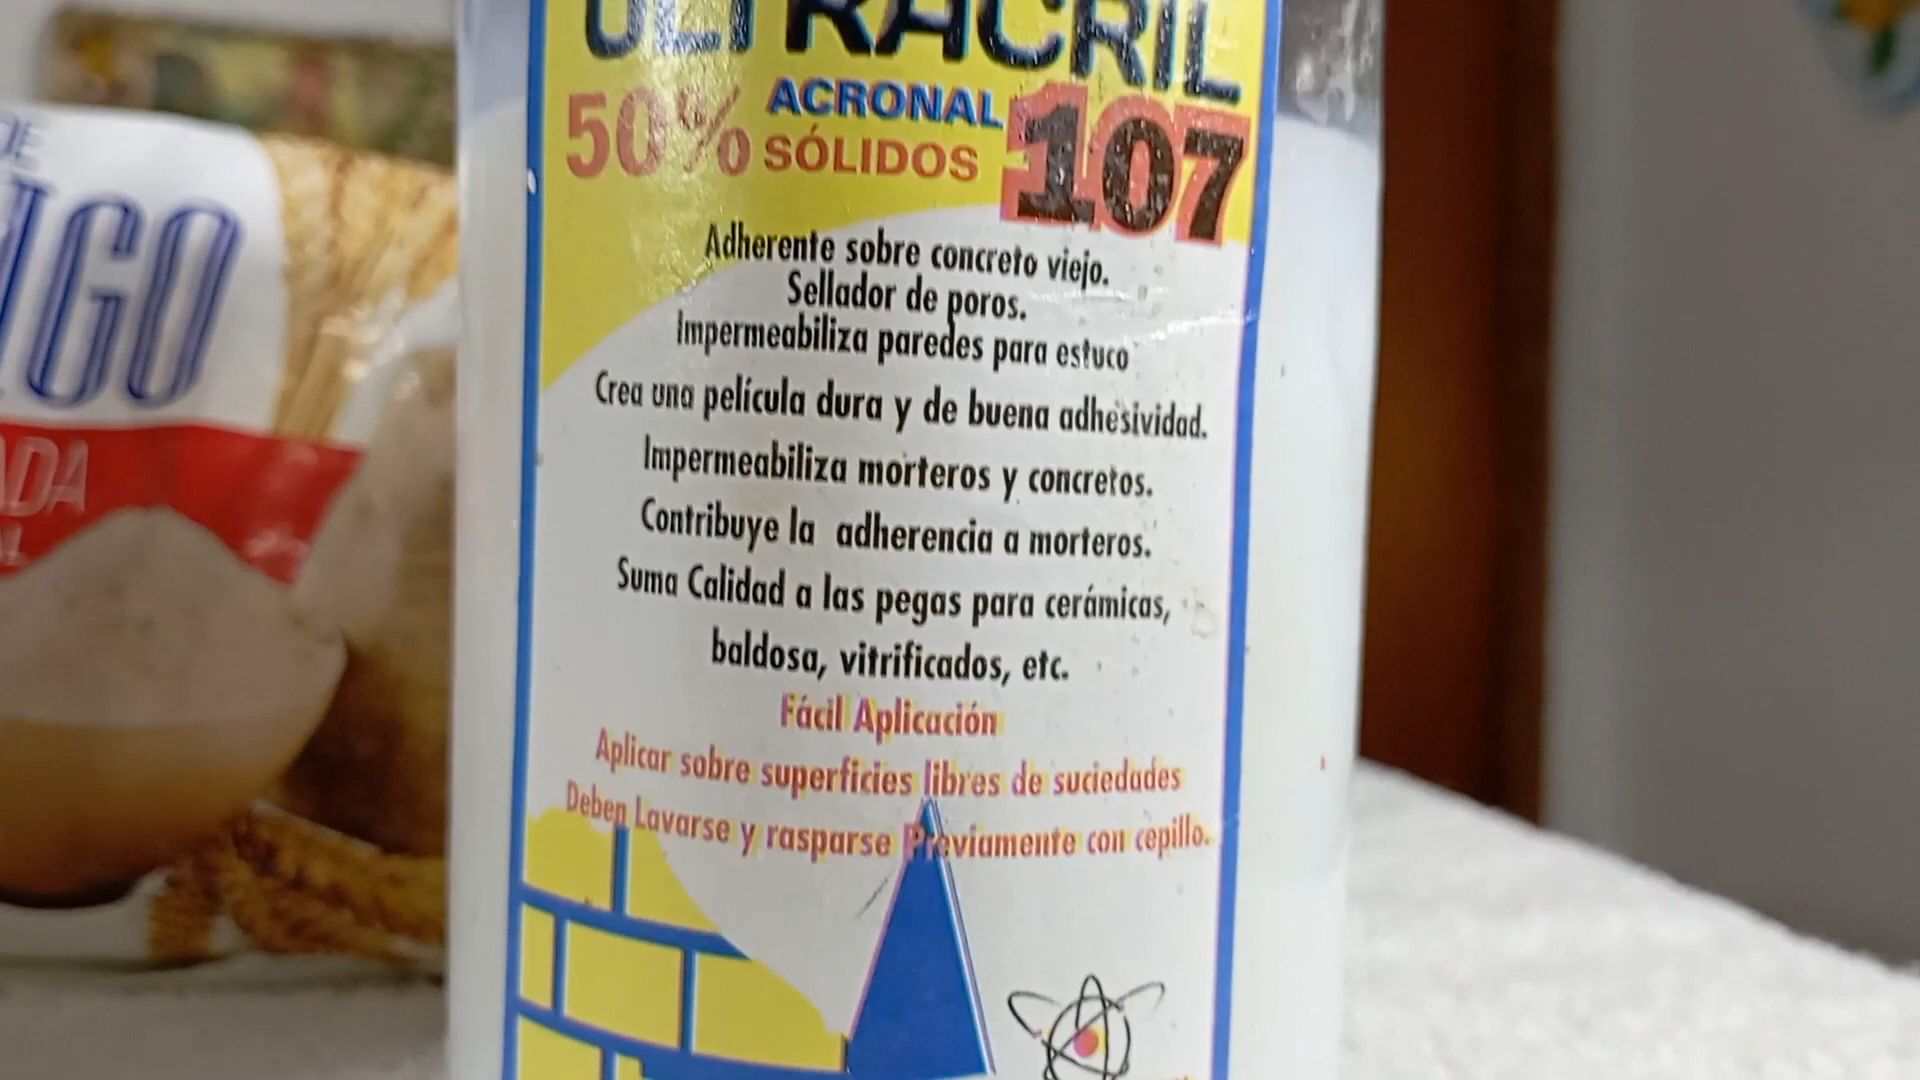 DE
IGO
ADA
ULTRACRIL
ACRONAL
50% SÓLIDOS 107
Adherente sobre concreto viejo.
Sellador de poros.
Impermeabiliza paredes para estuco
Crea una película dura y de buena adhesividad.
Impermeabiliza morteros y concretos.
Contribuye la adherencia a morteros.
Suma Calidad a las pegas para cerámicas,
baldosa, vitrificados, etc.
Fácil Aplicación
Aplicar sobre superficies libres de suciedades
Deben Lavarse y rasparse Previamente con cepillo.